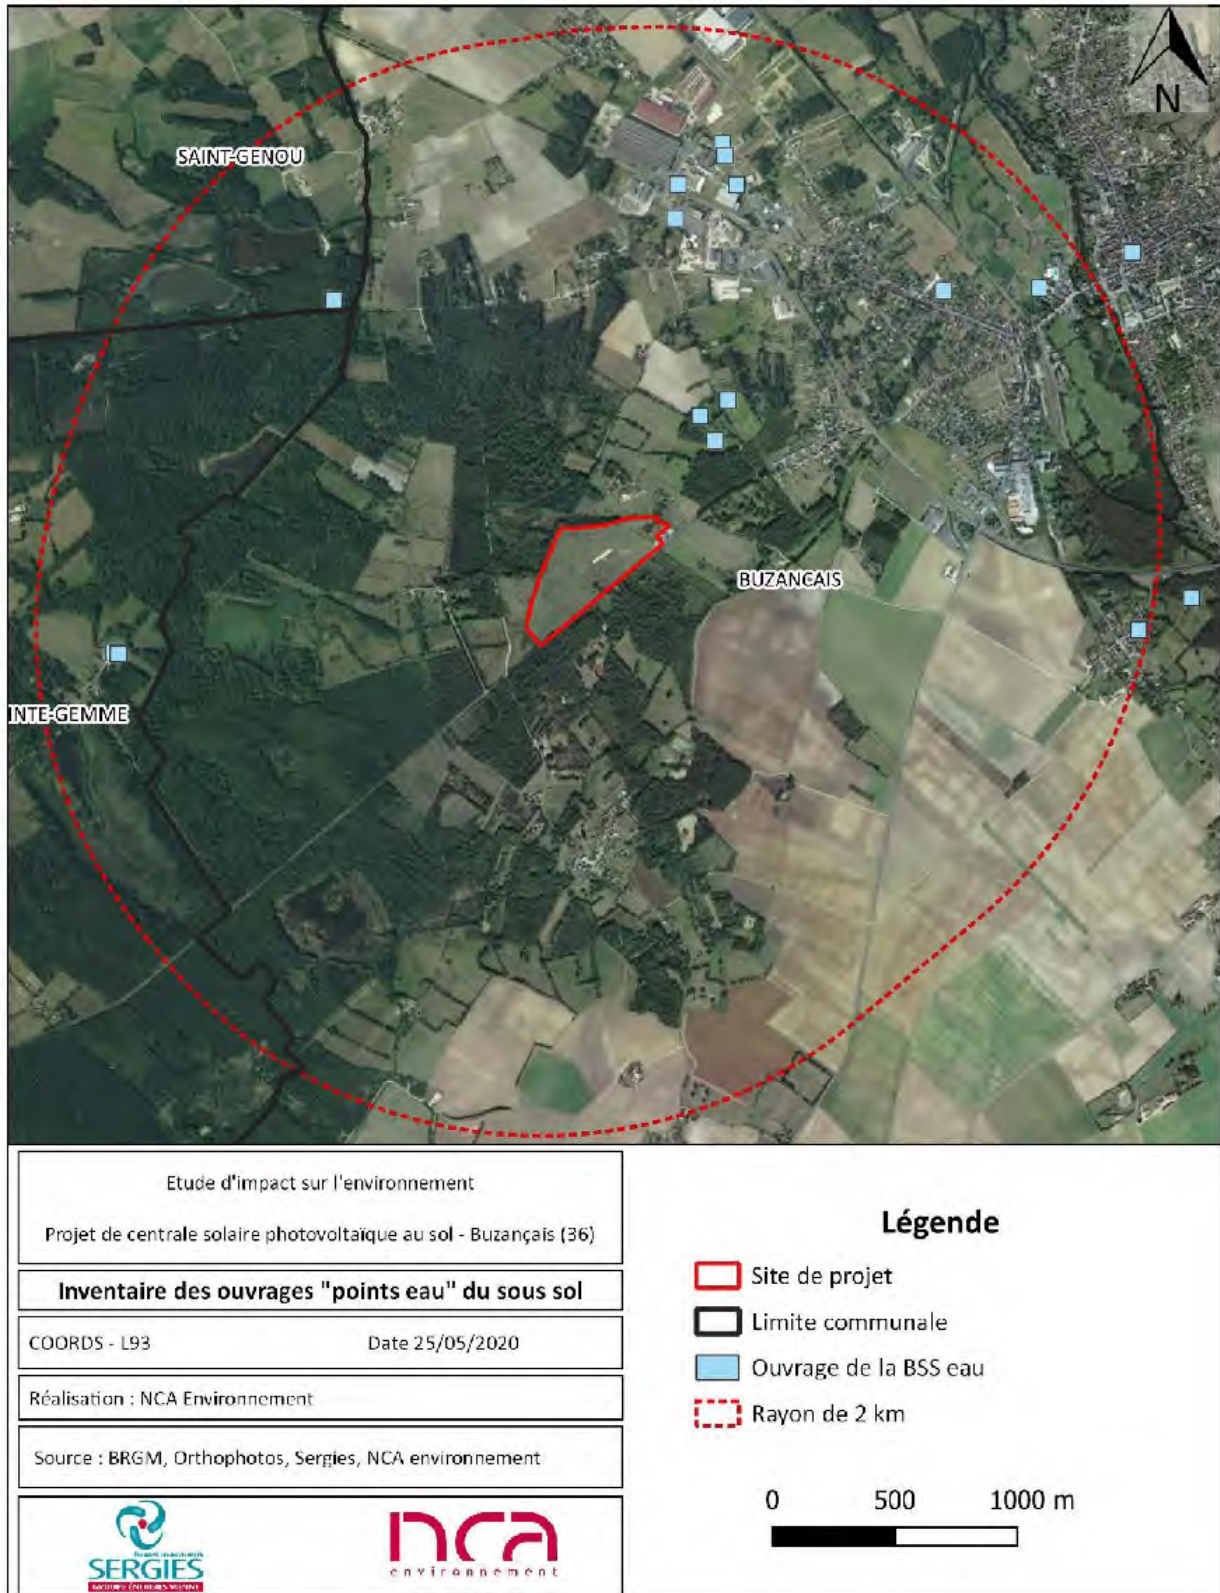 N
SAINT-GENOU
BUZANCAIS
INTE-GEMME
Etude d'impact sur l'environnement
Projet de centrale solaire photovoltaïque au sol - Buzançais (36)
Inventaire des ouvrages "points eau" du sous sol
COORDS - L93 Date 25/05/2020
Réalisation : NCA Environnement
Source : BRGM, Orthophotos, Sergies, NCA environnement
SERGIES
GROUPE ÉNERGIES VIENNE
nca
environnement
Légende
Site de projet
Limite communale
Ouvrage de la BSS eau
Rayon de 2 km
0 500 1000 m